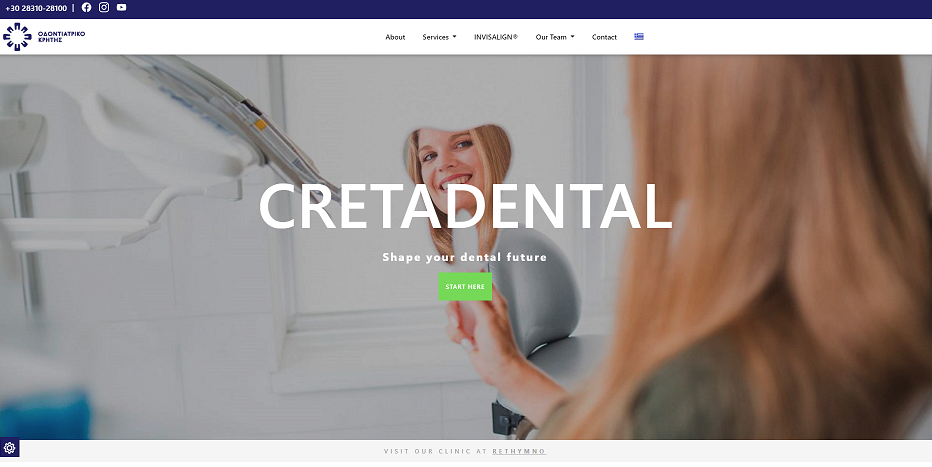 +30 28310-28100 |
ΟΔΟΝΤΙΑΤΡΙΚΟ
ΚΡΗΤΗΣ
About Services INVISALIGN® Our Team Contact
CRETADENTAL
Shape your dental future
START HERE
VISIT OUR CLINIC AT RETHYMNO